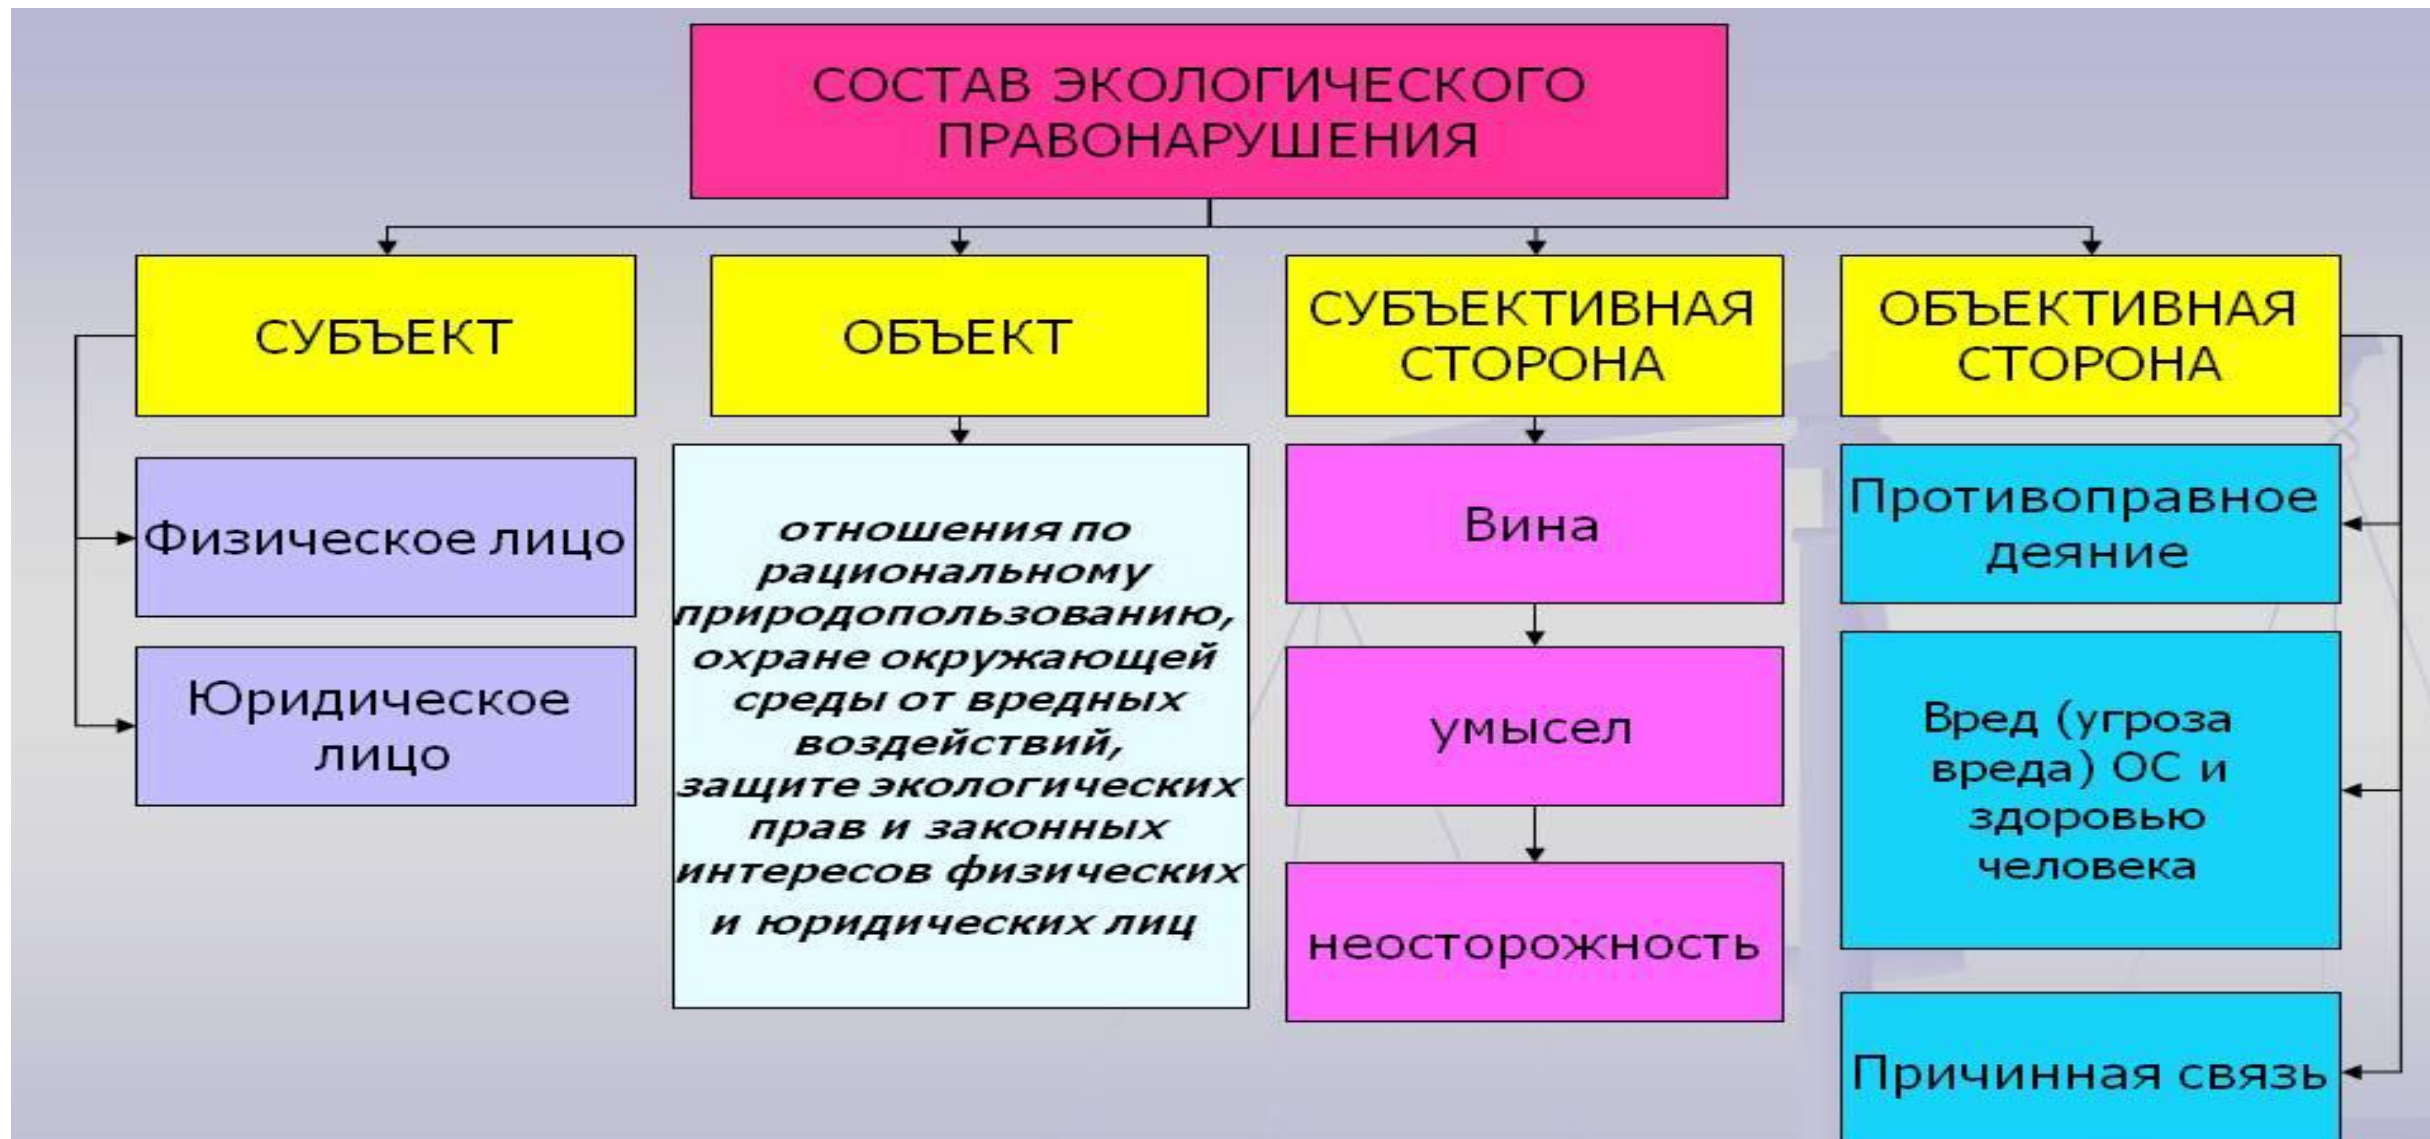 СОСТАВ ЭКОЛОГИЧЕСКОГО
ПРАВОНАРУШЕНИЯ
СУБЪЕКТ
Физическое лицо
Юридическое
лицо
ОБЪЕКТ
отношения по
рациональному
природопользованию,
охране окружающей
среды от вредных
воздействий,
защите экологических
прав и законных
интересов физических
и юридических лиц
СУБЪЕКТИВНАЯ
СТОРОНА
Вина
умысел
неосторожность
ОБЪЕКТИВНАЯ
СТОРОНА
Противоправное
деяние
Вред (угроза
вреда) ОС и
здоровью
человека
Причинная связь